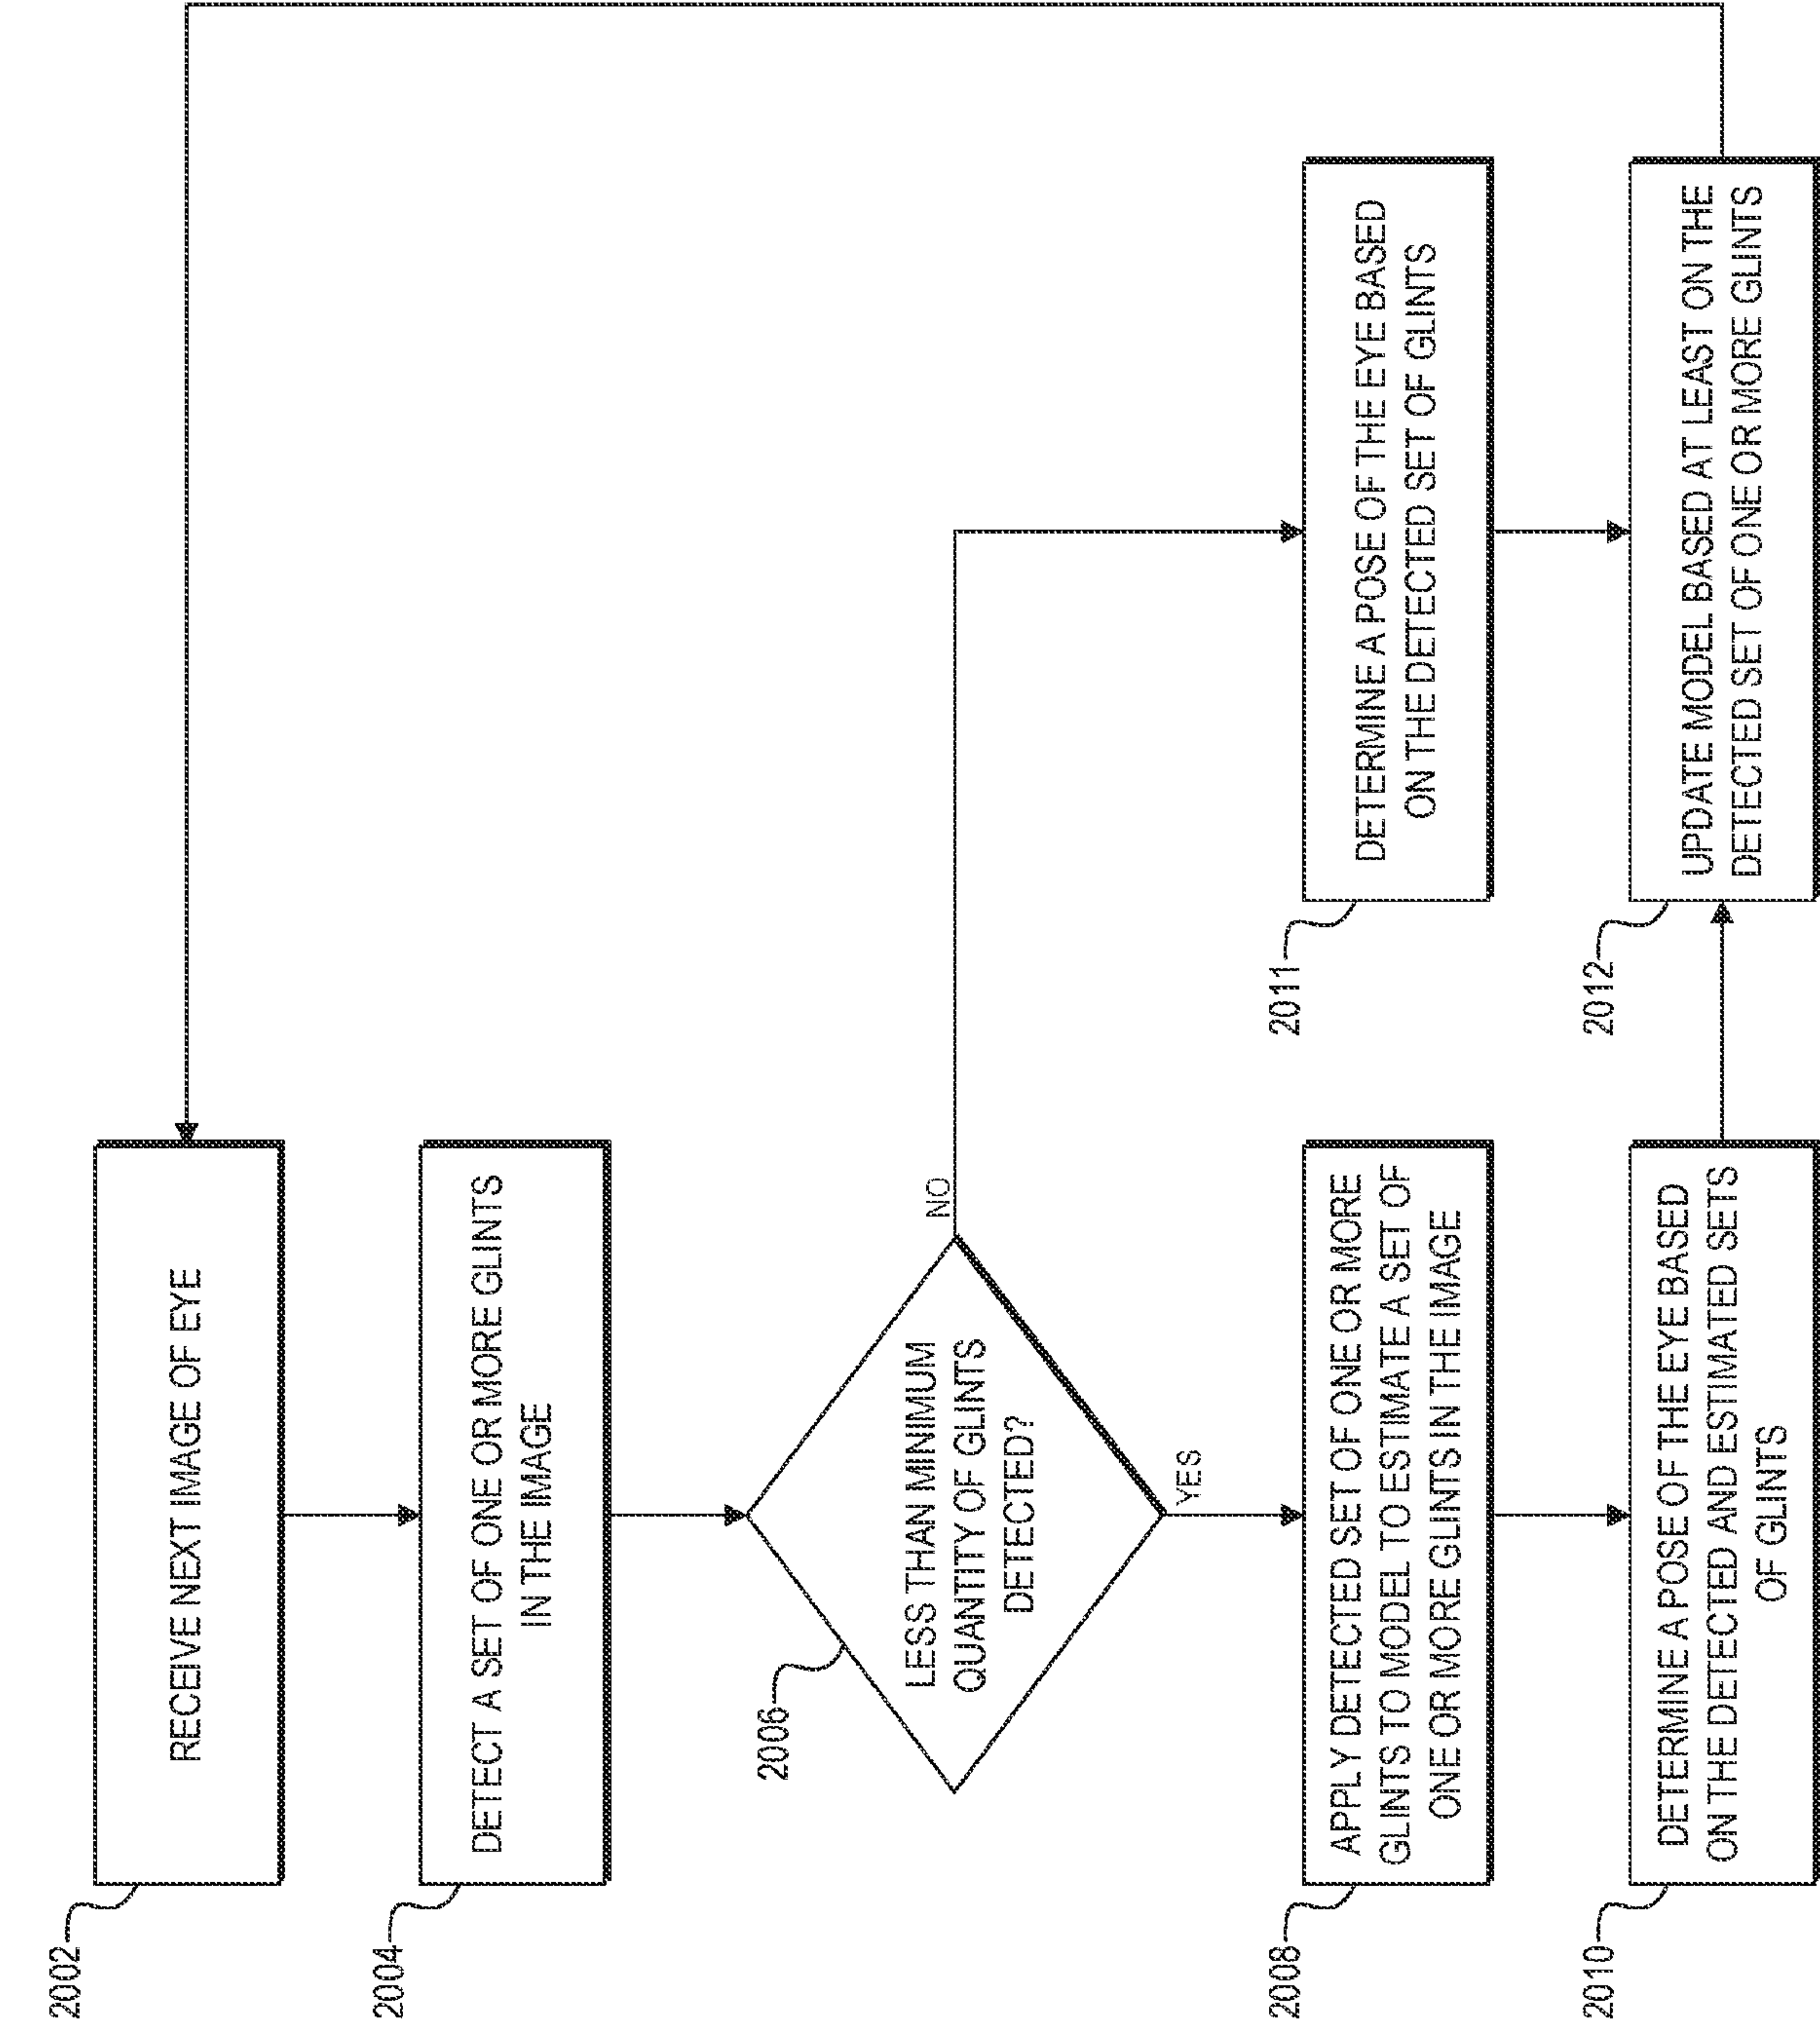 2002
RECEIVE NEXT IMAGE OF EYE
2004
DETECT A SET OF ONE OR MORE GLINTS
IN THE IMAGE
2006
LESS THAN MINIMUM
QUANTITY OF GLINTS
DETECTED?
NO
YES
2008
APPLY DETECTED SET OF ONE OR MORE
GLINTS TO MODEL TO ESTIMATE A SET OF
ONE OR MORE GLINTS IN THE IMAGE
2011
DETERMINE A POSE OF THE EYE BASED
ON THE DETECTED SET OF GLINTS
2010
DETERMINE A POSE OF THE EYE BASED
ON THE DETECTED AND ESTIMATED SETS
OF GLINTS
2012
UPDATE MODEL BASED AT LEAST ON THE
DETECTED SET OF ONE OR MORE GLINTS